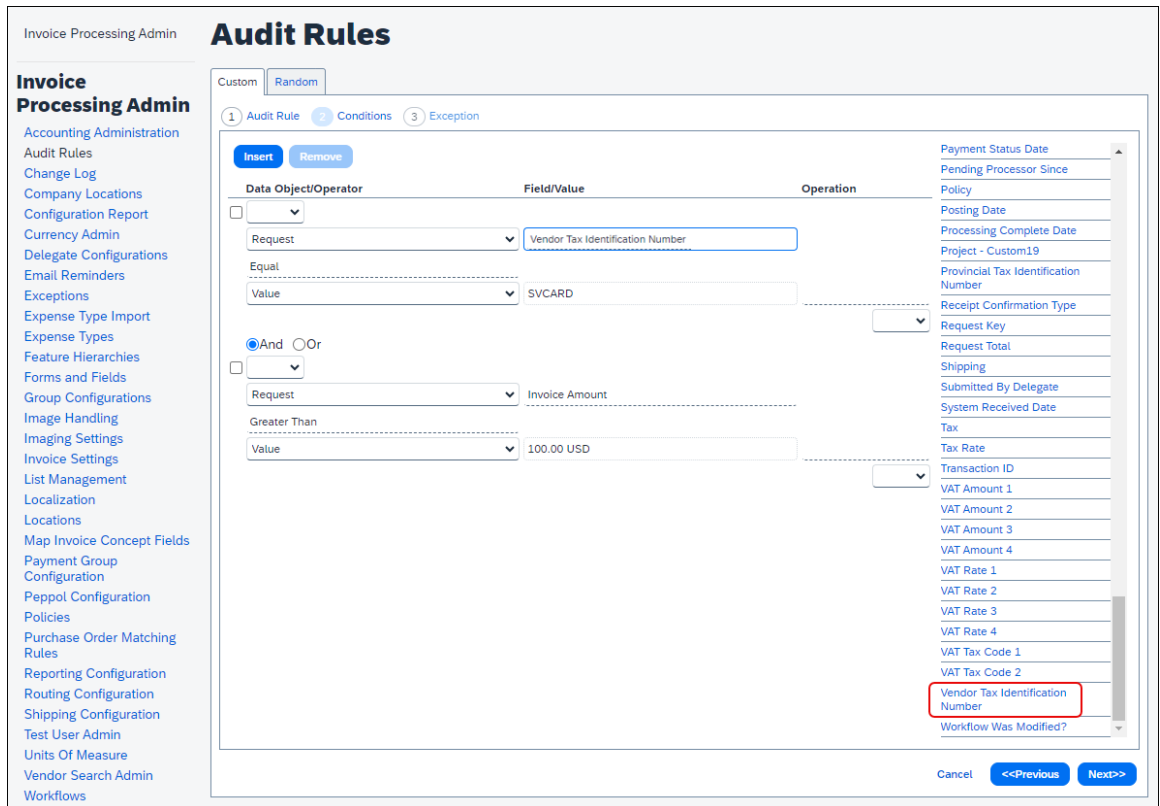 Invoice Processing Admin
Invoice
Processing Admin
Accounting Administration
Audit Rules
Change Log
Company Locations
Configuration Report
Currency Admin
Delegate Configurations
Email Reminders
Exceptions
Expense Type Import
Expense Types
Feature Hierarchies
Forms and Fields
Group Configurations
Image Handling
Imaging Settings
Invoice Settings
List Management
Localization
Locations
Map Invoice Concept Fields
Payment Group
Configuration
Peppol Configuration
Policies
Purchase Order Matching
Rules
Reporting Configuration
Routing Configuration
Shipping Configuration
Test User Admin
Units Of Measure
Vendor Search Admin
Workflows
Audit Rules
Custom Random
1 Audit Rule 2 Conditions 3 Exception
Insert Remove
Data Object/Operator Field/Value Operation
Request Vendor Tax Identification Number
Equal
Value SVCARD
And Or
Request Invoice Amount
Greater Than
Value 100.00 USD
Payment Status Date
Pending Processor Since
Policy
Posting Date
Processing Complete Date
Project - Custom19
Provincial Tax Identification
Number
Receipt Confirmation Type
Request Key
Request Total
Shipping
Submitted By Delegate
System Received Date
Tax
Tax Rate
Transaction ID
VAT Amount 1
VAT Amount 2
VAT Amount 3
VAT Amount 4
VAT Rate 1
VAT Rate 2
VAT Rate 3
VAT Rate 4
VAT Tax Code 1
VAT Tax Code 2
Vendor Tax Identification
Number
Workflow Was Modified?
Cancel <<Previous Next>>